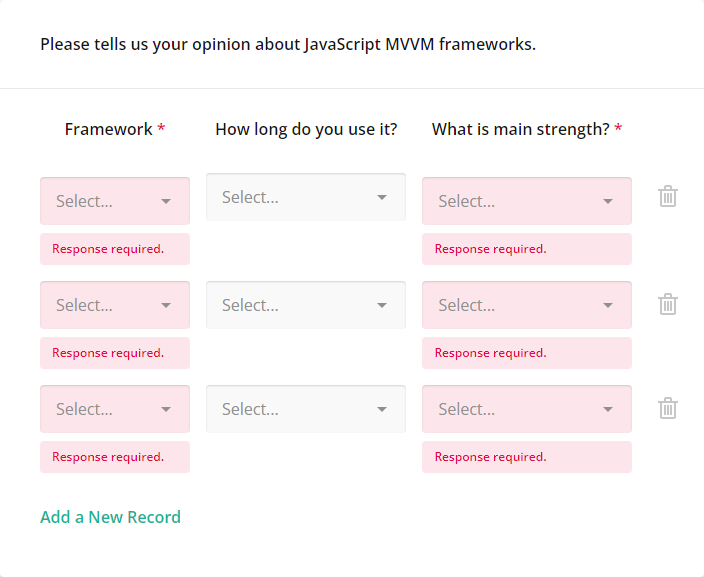 Please tells us your opinion about JavaScript MVVM frameworks.
Framework * How long do you use it? What is main strength? *
Select... Select... Select...
Response required. Response required.
Select... Select... Select...
Response required. Response required.
Select... Select... Select...
Response required. Response required.
Add a New Record